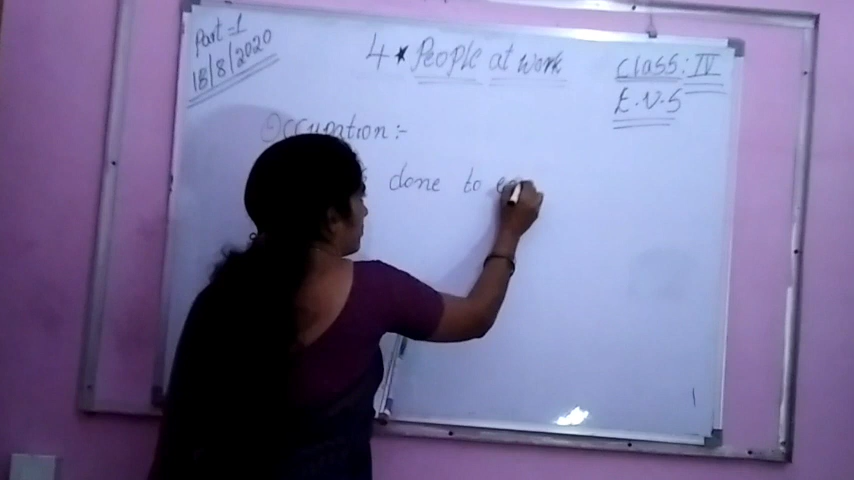 Part-1
18/8/2020
4 * People at work
Class: IV
E.V.S
Occupation:-
done to